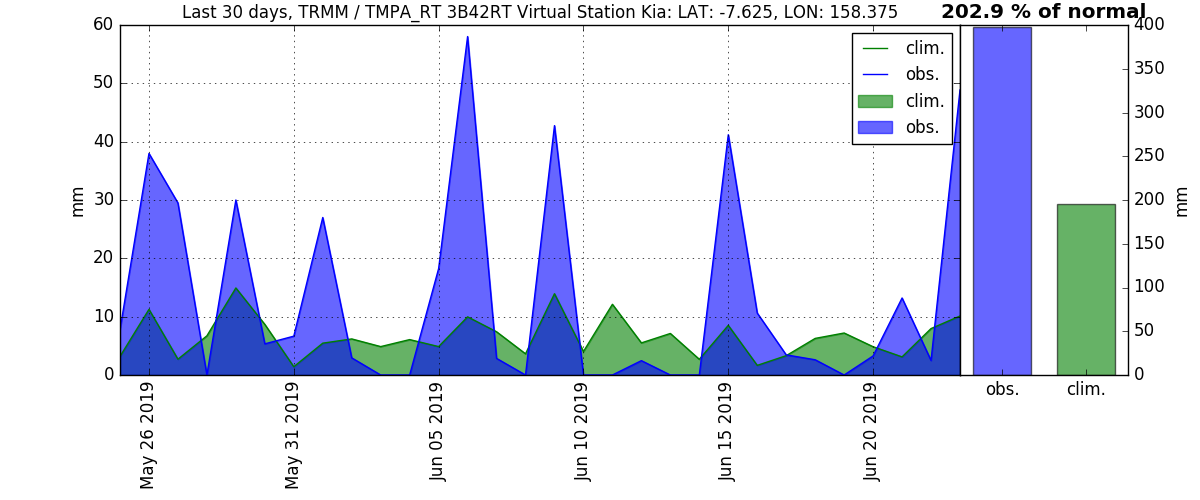 Last 30 days, TRMM / TMPA_RT 3B42RT Virtual Station Kia: LAT: -7.625, LON: 158.375
202.9 % of normal
60
50
40
30
20
10
0
mm
clim.
obs.
clim.
obs.
400
350
300
250
200
150
100
50
0
mm
May 26 2019
May 31 2019
Jun 05 2019
Jun 10 2019
Jun 15 2019
Jun 20 2019
obs.
clim.